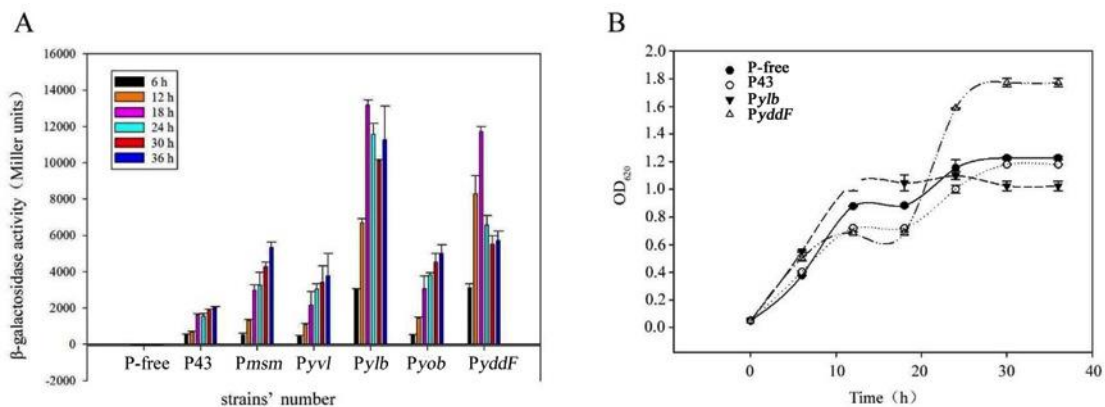 A
β-galactosidase activity（Miller units）
16000
14000
12000
10000
8000
6000
4000
2000
0
-2000
6 h
12 h
18 h
24 h
30 h
36 h
P-free P43 Pmsm Pyvl Pylb Pyob PyddF
strains' number
B
OD620
2.0
1.8
1.6
1.4
1.2
1.0
0.8
0.6
0.4
0.2
0.0
P-free
P43
Pylb
PyddF
0 10 20 30 40
Time（h）